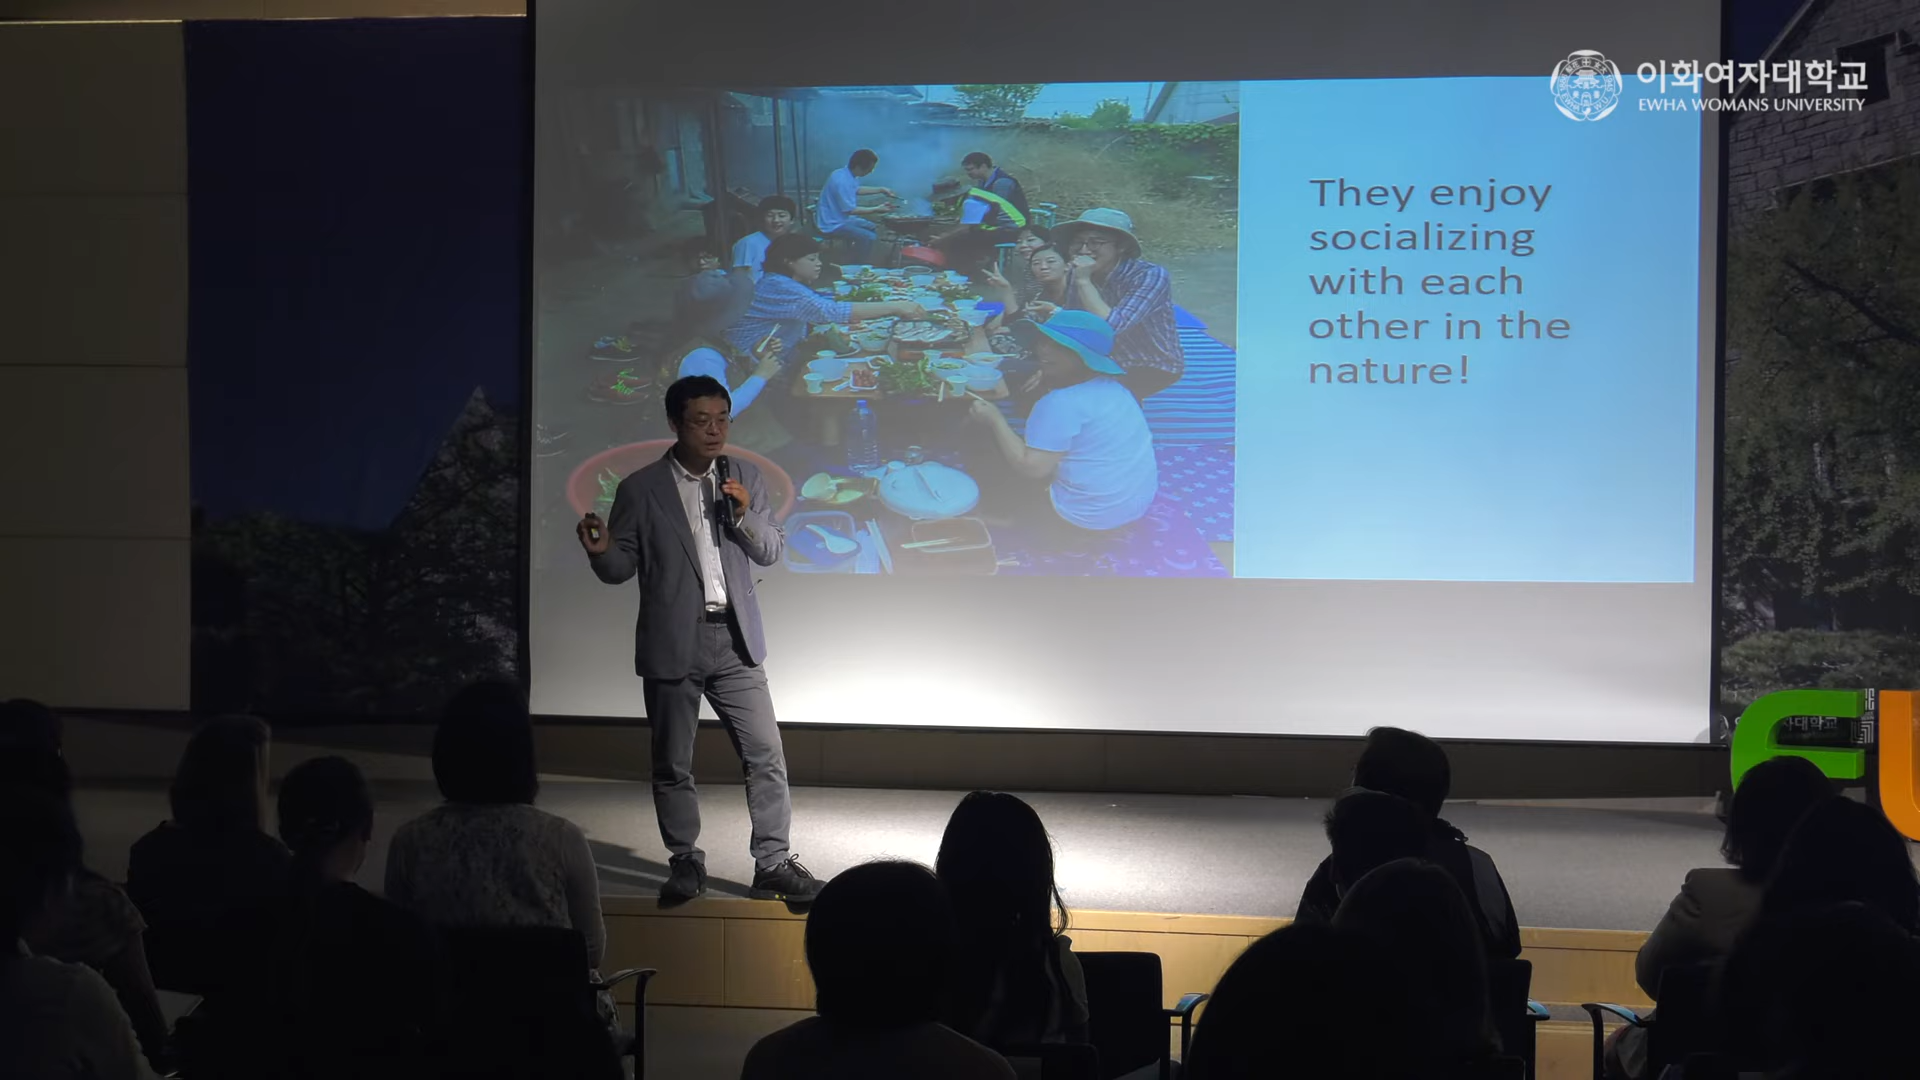 이화여자대학교
EWHA WOMANS UNIVERSITY
They enjoy
socializing
with each
other in the
nature!